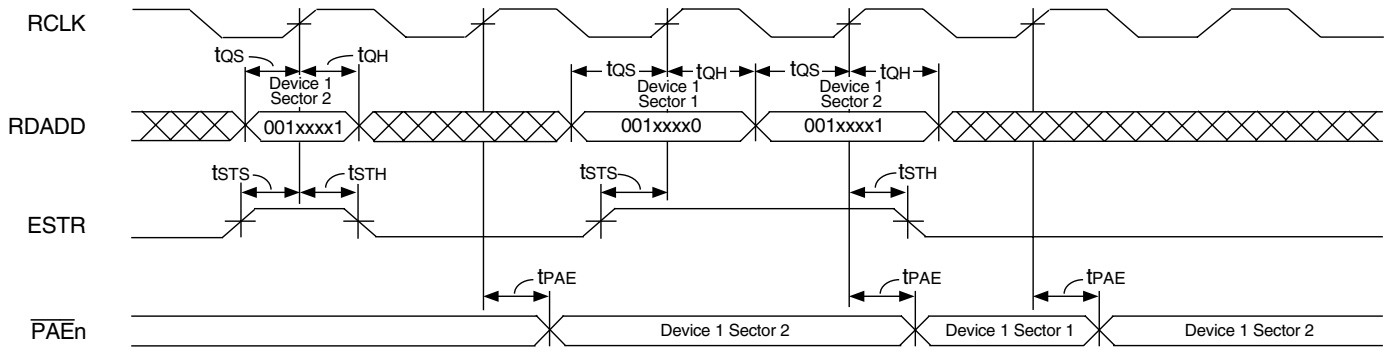 RCLK
tQS tQH tQS tQH tQS tQH
Device 1
Sector 2
Device 1
Sector 1
Device 1
Sector 2
RDADD 001xxxx1 001xxxx0 001xxxx1
tSTS tSTH tSTS tSTH
ESTR
tPAE tPAE tPAE
PAEn Device 1 Sector 2 Device 1 Sector 1 Device 1 Sector 2